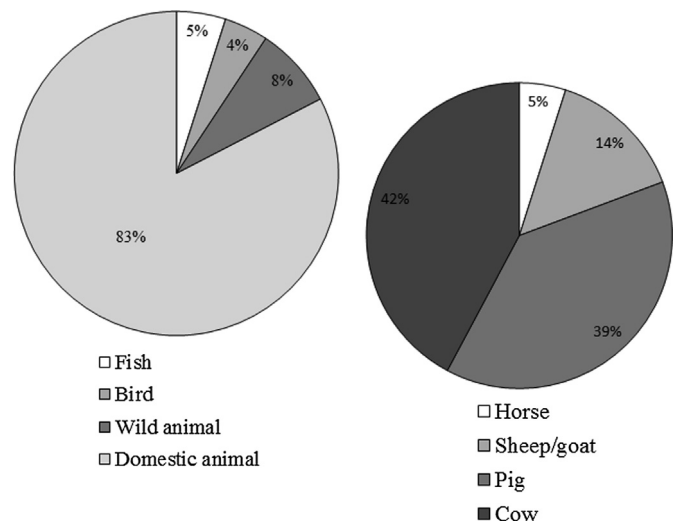 5%
4%
8%
83%
Fish
Bird
Wild animal
Domestic animal
5%
14%
42%
39%
Horse
Sheep/goat
Pig
Cow